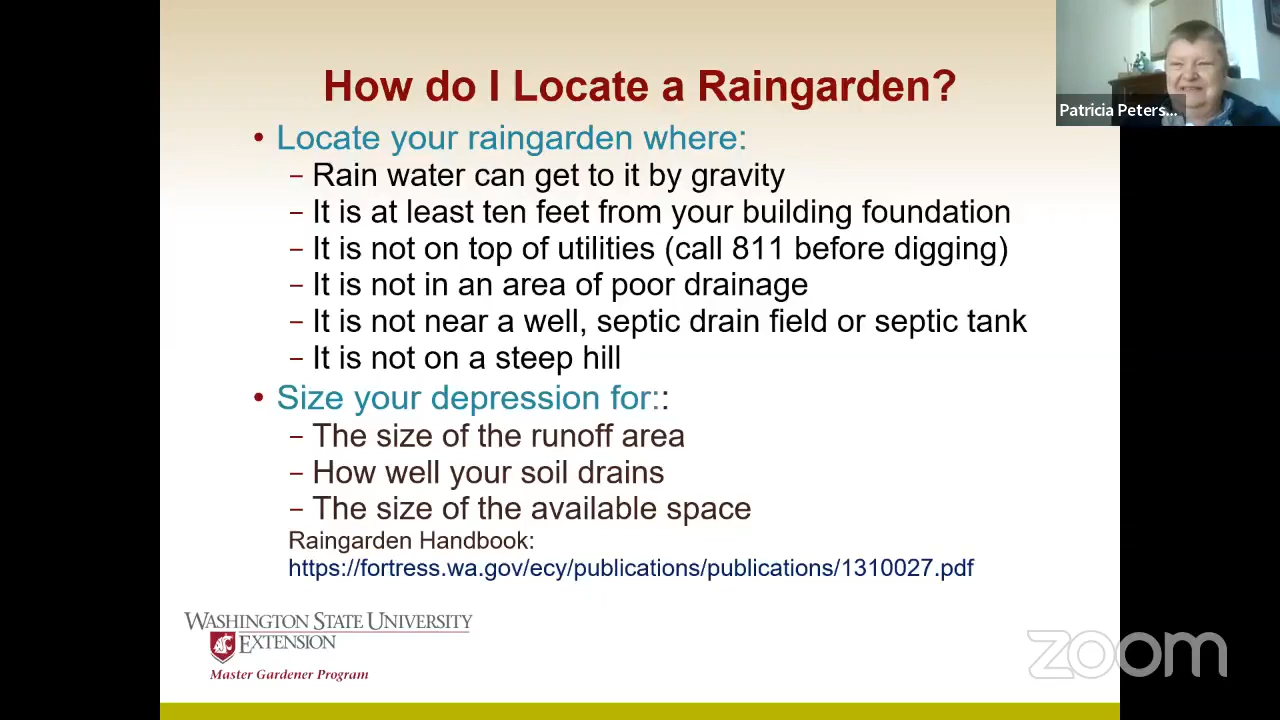 How do I Locate a Raingarden?
• Locate your raingarden where:
– Rain water can get to it by gravity
– It is at least ten feet from your building foundation
– It is not on top of utilities (call 811 before digging)
– It is not in an area of poor drainage
– It is not near a well, septic drain field or septic tank
– It is not on a steep hill
• Size your depression for::
– The size of the runoff area
– How well your soil drains
– The size of the available space
Raingarden Handbook:
https://fortress.wa.gov/ecy/publications/publications/1310027.pdf
WASHINGTON STATE UNIVERSITY
EXTENSION
Master Gardener Program
Patricia Peters...
zoom